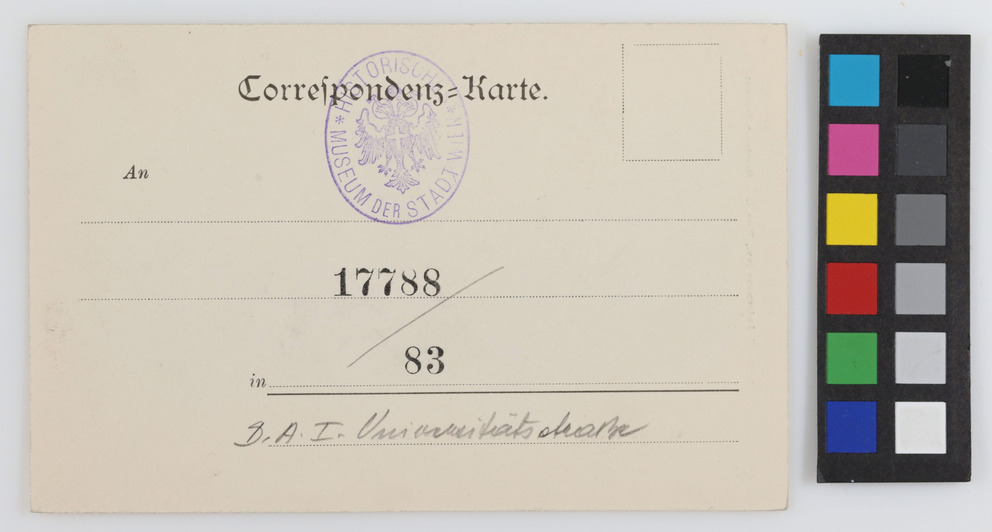 Correſpondenz-Karte.
* HISTORISCHES * MUSEUM DER STADT WIEN
An
17788
83
in
B. A. I. Universitätsstraße